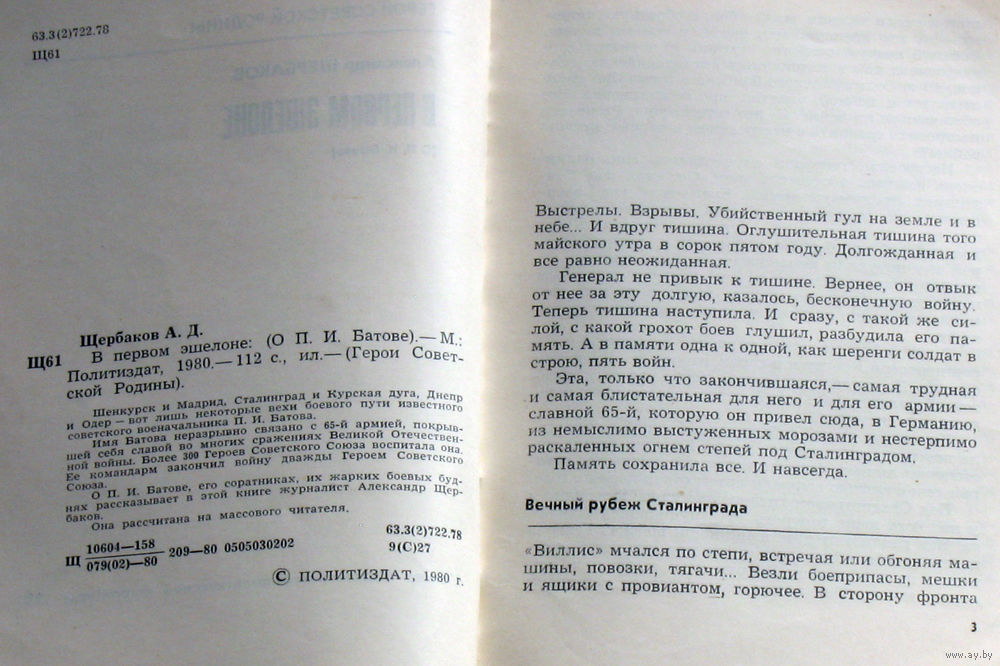 63.3(2)722.78
Щ61
Щербаков А. Д.
Щ61 В первом эшелоне: (О П. И. Батове).— М.:
Политиздат, 1980.— 112 с., ил.— (Герои Совет-
ской Родины).
Шенкурск и Мадрид, Сталинград и Курская дуга, Днепр
и Одер — вот лишь некоторые вехи боевого пути известного
советского военачальника П. И. Батова.
Имя Батова неразрывно связано с 65-й армией, покрыв-
шей себя славой во многих сражениях Великой Отечествен-
ной войны. Более 300 Героев Советского Союза воспитала она.
Ее командарм закончил войну дважды Героем Советского
Союза.
О П. И. Батове, его соратниках, их жарких боевых буд-
нях рассказывает в этой книге журналист Александр Щер-
баков.
Она рассчитана на массового читателя.
Щ 10604—158 / 079(02)—80 209—80 0505030202
63.3(2)722.78
9(С)27
© ПОЛИТИЗДАТ, 1980 г.
Выстрелы. Взрывы. Убийственный гул на земле и в
небе... И вдруг тишина. Оглушительная тишина того
майского утра в сорок пятом году. Долгожданная и
все равно неожиданная.
Генерал не привык к тишине. Вернее, он отвык
от нее за эту долгую, казалось, бесконечную войну.
Теперь тишина наступила. И сразу, с такой же си-
лой, с какой грохот боев глушил, разбудила его па-
мять. А в памяти одна к одной, как шеренги солдат в
строю, пять войн.
Эта, только что закончившаяся,— самая трудная
и самая блистательная для него и для его армии —
славной 65-й, которую он привел сюда, в Германию,
из немыслимо выстуженных морозами и нестерпимо
раскаленных огнем степей под Сталинградом.
Память сохранила все. И навсегда.
Вечный рубеж Сталинграда
«Виллис» мчался по степи, встречая или обгоняя ма-
шины, повозки, тягачи... Везли боеприпасы, мешки
и ящики с провиантом, горючее. В сторону фронта
3
www.ay.by